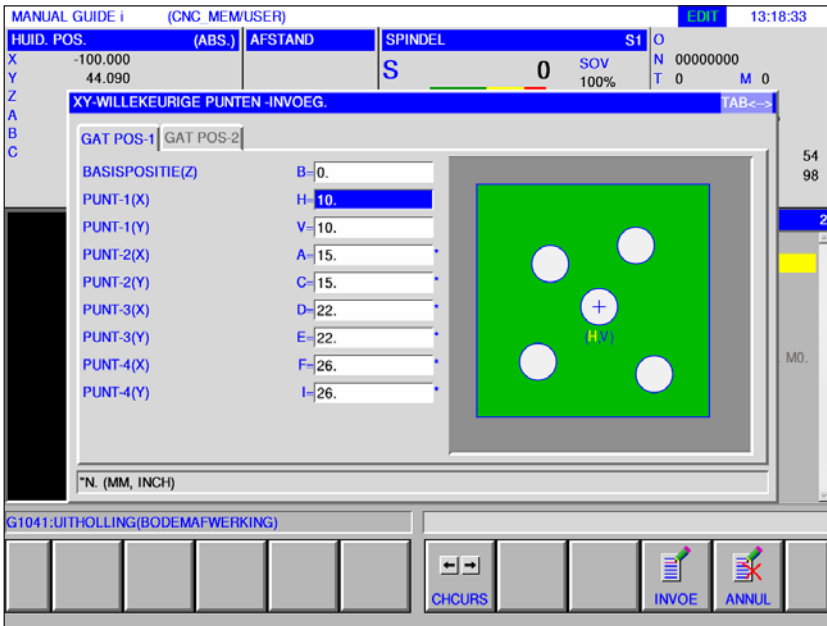 MANUAL GUIDE i (CNC_MEM/USER) EDIT 13:18:33
HUID. POS. (ABS.) AFSTAND SPINDEL S1 O
X -100.000 S 0 SOV 100% N 00000000
Y 44.090 T 0 M 0
Z
A
B
C
54
98
2
M0.
XY-WILLEKEURIGE PUNTEN -INVOEG. TAB<-->
GAT POS-1 GAT POS-2
BASISPOSITIE(Z) B=0.
PUNT-1(X) H=10.
PUNT-1(Y) V=10.
PUNT-2(X) A=15. *
PUNT-2(Y) C=15. *
PUNT-3(X) D=22. *
PUNT-3(Y) E=22. *
PUNT-4(X) F=26. *
PUNT-4(Y) I=26. *
(H V)
"N. (MM, INCH)
G1041:UITHOLLING(BODEMAFWERKING)
CHCURS INVOE ANNUL